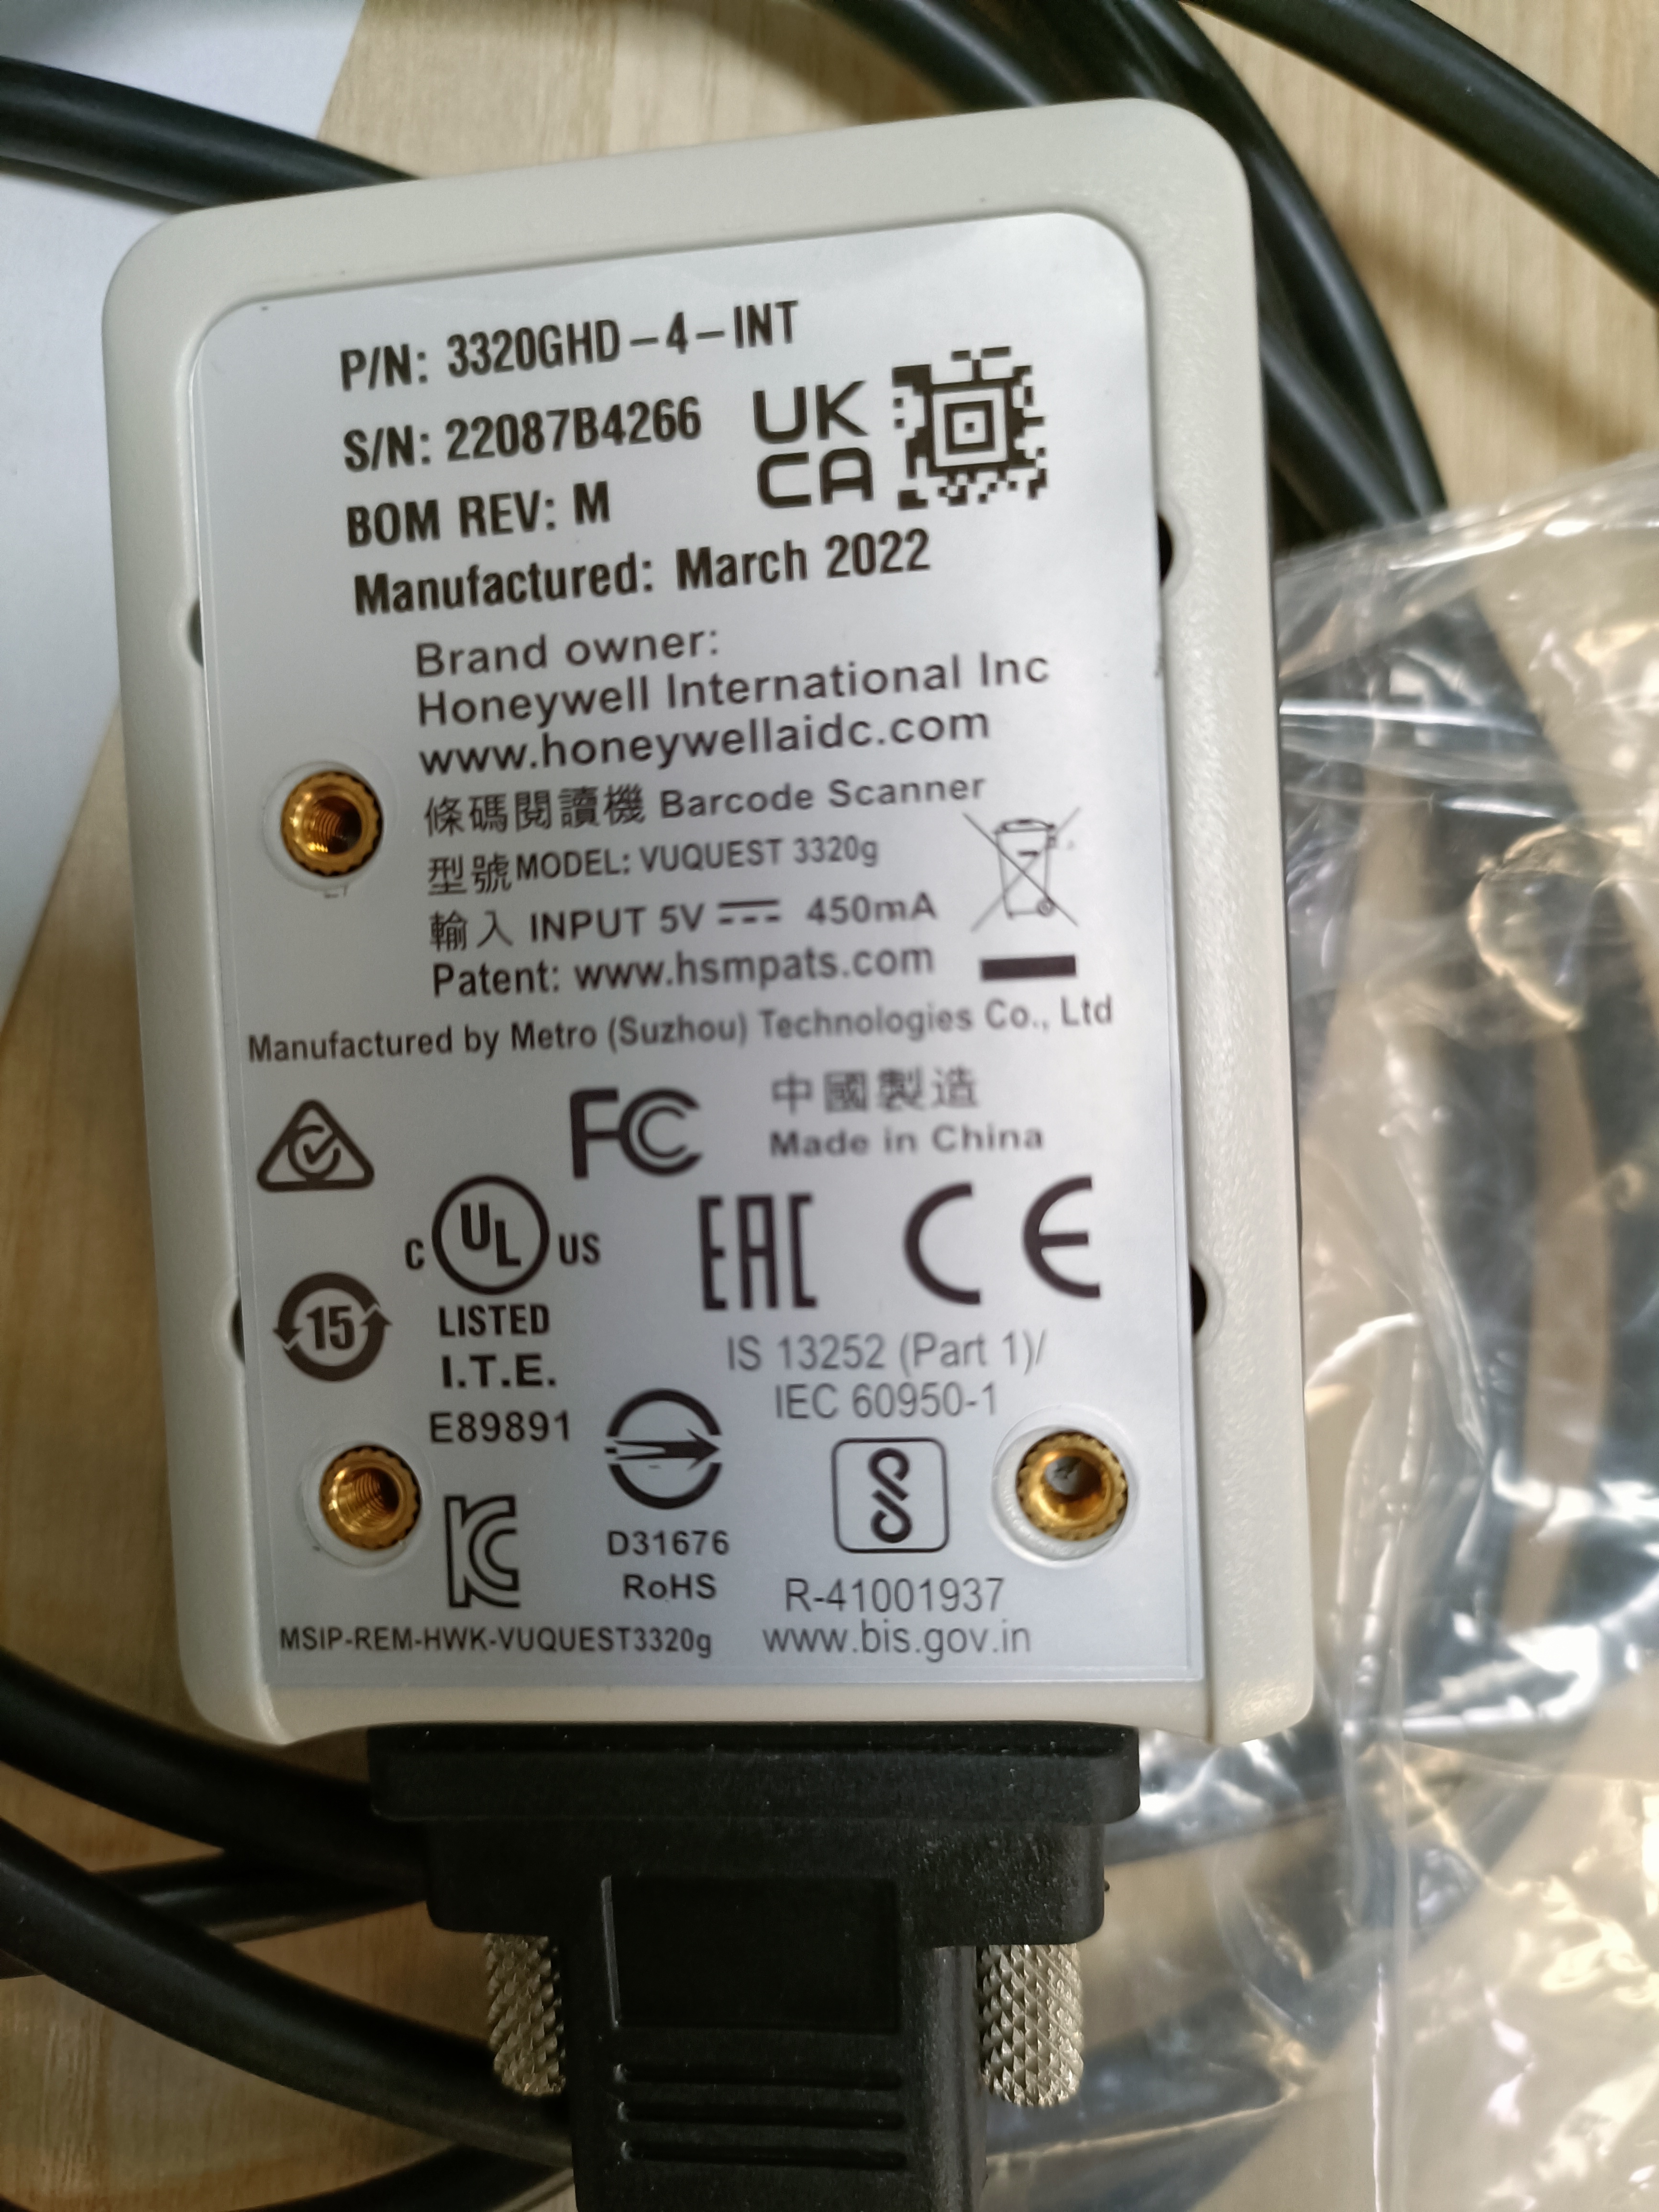 P/N: 3320GHD-4-INT
S/N: 22087B4266
UK
CA
BOM REV: M
Manufactured: March 2022
Brand owner:
Honeywell International Inc
www.honeywellaidc.com
條碼閱讀機 Barcode Scanner
型號MODEL: VUQUEST 3320g
輸入 INPUT 5V ⎓ 450mA
Patent: www.hsmpats.com
Manufactured by Metro (Suzhou) Technologies Co., Ltd
FC
中國製造
Made in China
C UL US
LISTED
I.T.E.
E89891
EAC
CE
15
IS 13252 (Part 1)/
IEC 60950-1
KC
D31676
RoHS
R-41001937
MSIP-REM-HWK-VUQUEST3320g
www.bis.gov.in